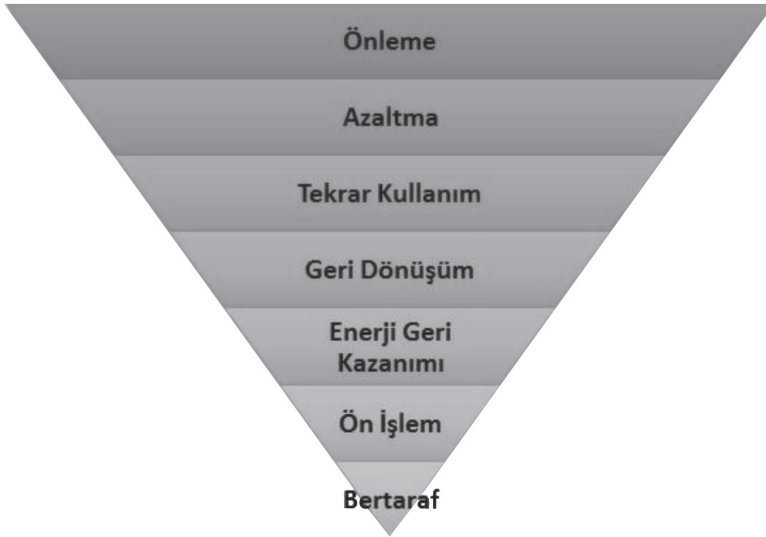 Önleme
Azaltma
Tekrar Kullanım
Geri Dönüşüm
Enerji Geri
Kazanımı
Ön İşlem
Bertaraf